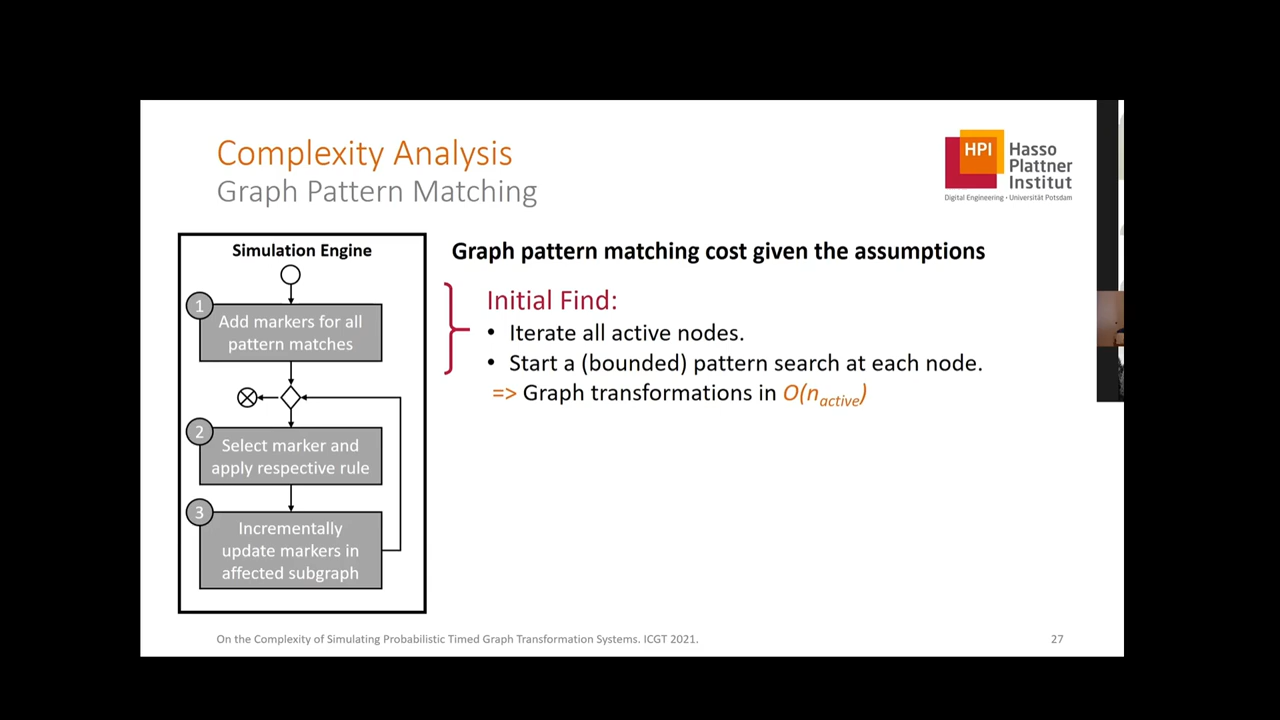 Complexity Analysis
Graph Pattern Matching
HPI
Hasso
Plattner
Institut
Digital Engineering • Universität Potsdam
Simulation Engine
1
Add markers for all
pattern matches
2
Select marker and
apply respective rule
3
Incrementally
update markers in
affected subgraph
Graph pattern matching cost given the assumptions
Initial Find:
• Iterate all active nodes.
• Start a (bounded) pattern search at each node.
=> Graph transformations in O(nactive)
On the Complexity of Simulating Probabilistic Timed Graph Transformation Systems. ICGT 2021.
27